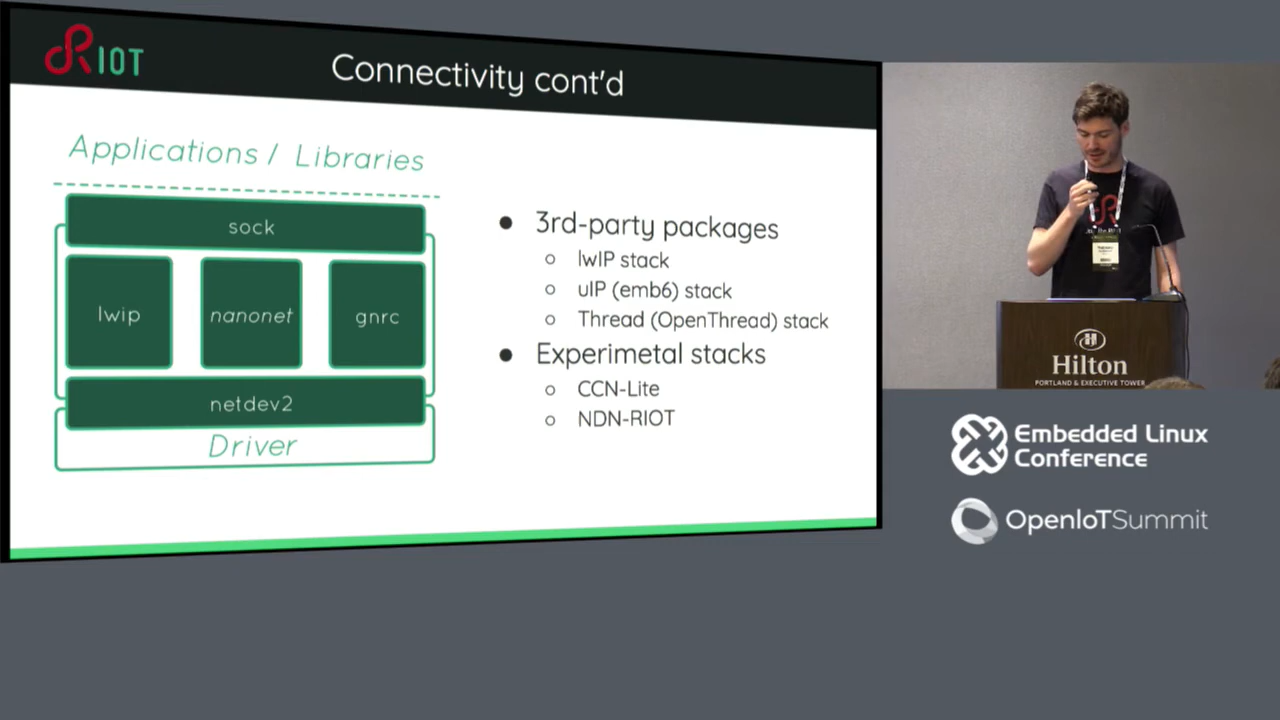 RIOT
Connectivity cont'd
Applications / Libraries
sock
lwip
nanonet
gnrc
netdev2
Driver
3rd-party packages
lwIP stack
uIP (emb6) stack
Thread (OpenThread) stack
Experimetal stacks
CCN-Lite
NDN-RIOT
Hilton
PORTLAND & EXECUTIVE TOWER
Embedded Linux
Conference
OpenIoTSummit